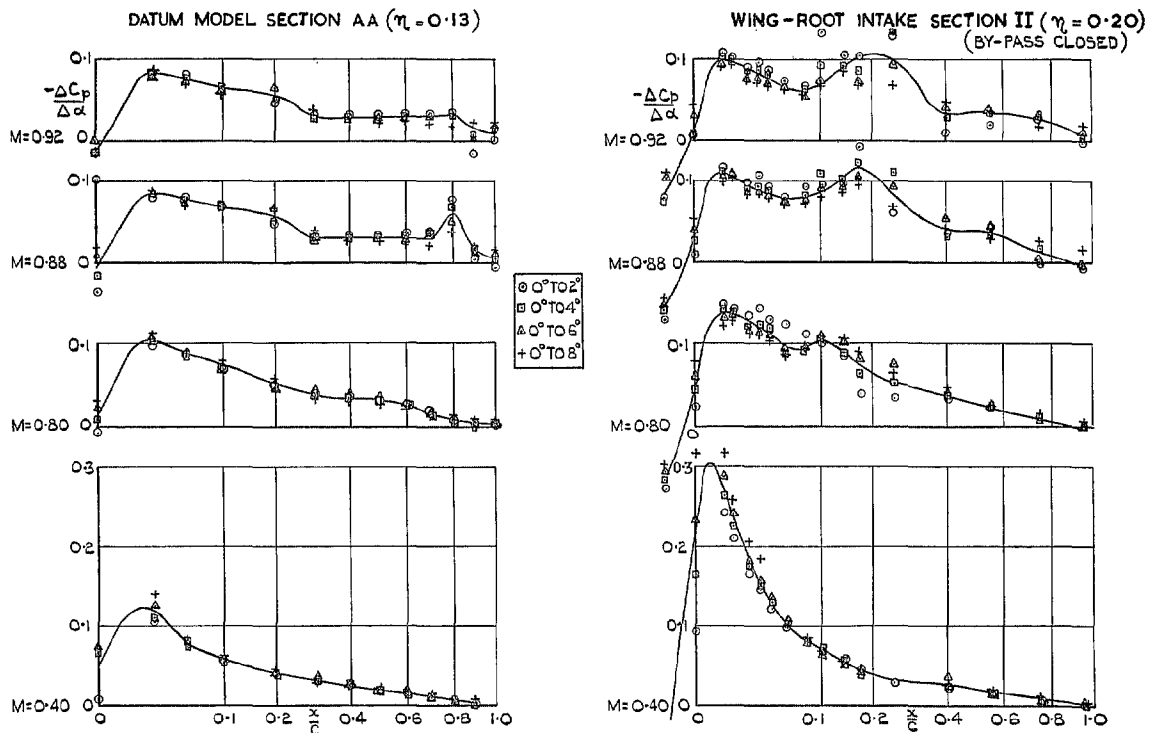 DATUM MODEL SECTION AA (η = 0·13)
WING-ROOT INTAKE SECTION II (η = 0·20)
(BY-PASS CLOSED)
0·1
-ΔCp
Δα
M=0·92 0
0·1
M=0·88 0
0·1
M=0·80 0
0·3
0·2
0·1
M=0·40 0
0 0·1 0·2 x/c 0·4 0·6 0·8 1·0
⊙ 0° TO 2°
⊡ 0° TO 4°
△ 0° TO 6°
+ 0° TO 8°
0·1
-ΔCp
Δα
M=0·92 0
0·1
M=0·88 0
0·1
M=0·80 0
0·3
0·2
0·1
M=0·40 0
0 0·1 0·2 x/c 0·4 0·6 0·8 1·0